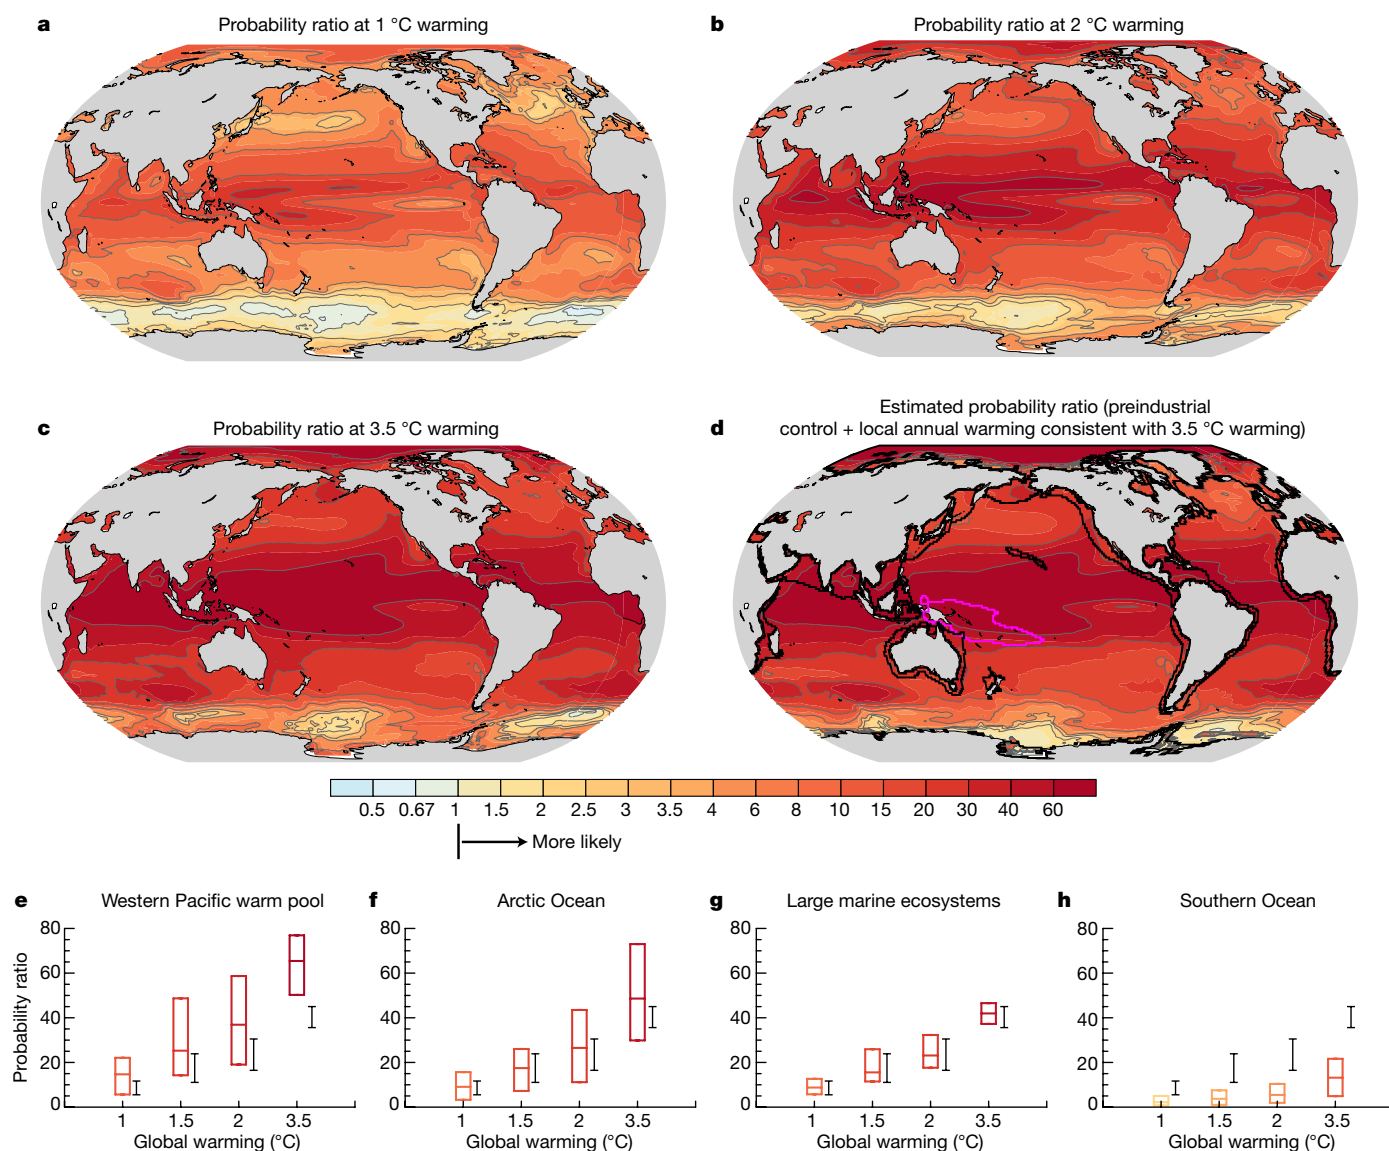 a Probability ratio at 1 °C warming
b Probability ratio at 2 °C warming
c Probability ratio at 3.5 °C warming
d Estimated probability ratio (preindustrial
control + local annual warming consistent with 3.5 °C warming)
0.5 0.67 1 1.5 2 2.5 3 3.5 4 6 8 10 15 20 30 40 60
More likely
e Western Pacific warm pool
80
60
40
20
0
Probability ratio
1 1.5 2 3.5
Global warming (°C)
f Arctic Ocean
80
60
40
20
0
1 1.5 2 3.5
Global warming (°C)
g Large marine ecosystems
80
60
40
20
0
1 1.5 2 3.5
Global warming (°C)
h Southern Ocean
80
60
40
20
0
1 1.5 2 3.5
Global warming (°C)